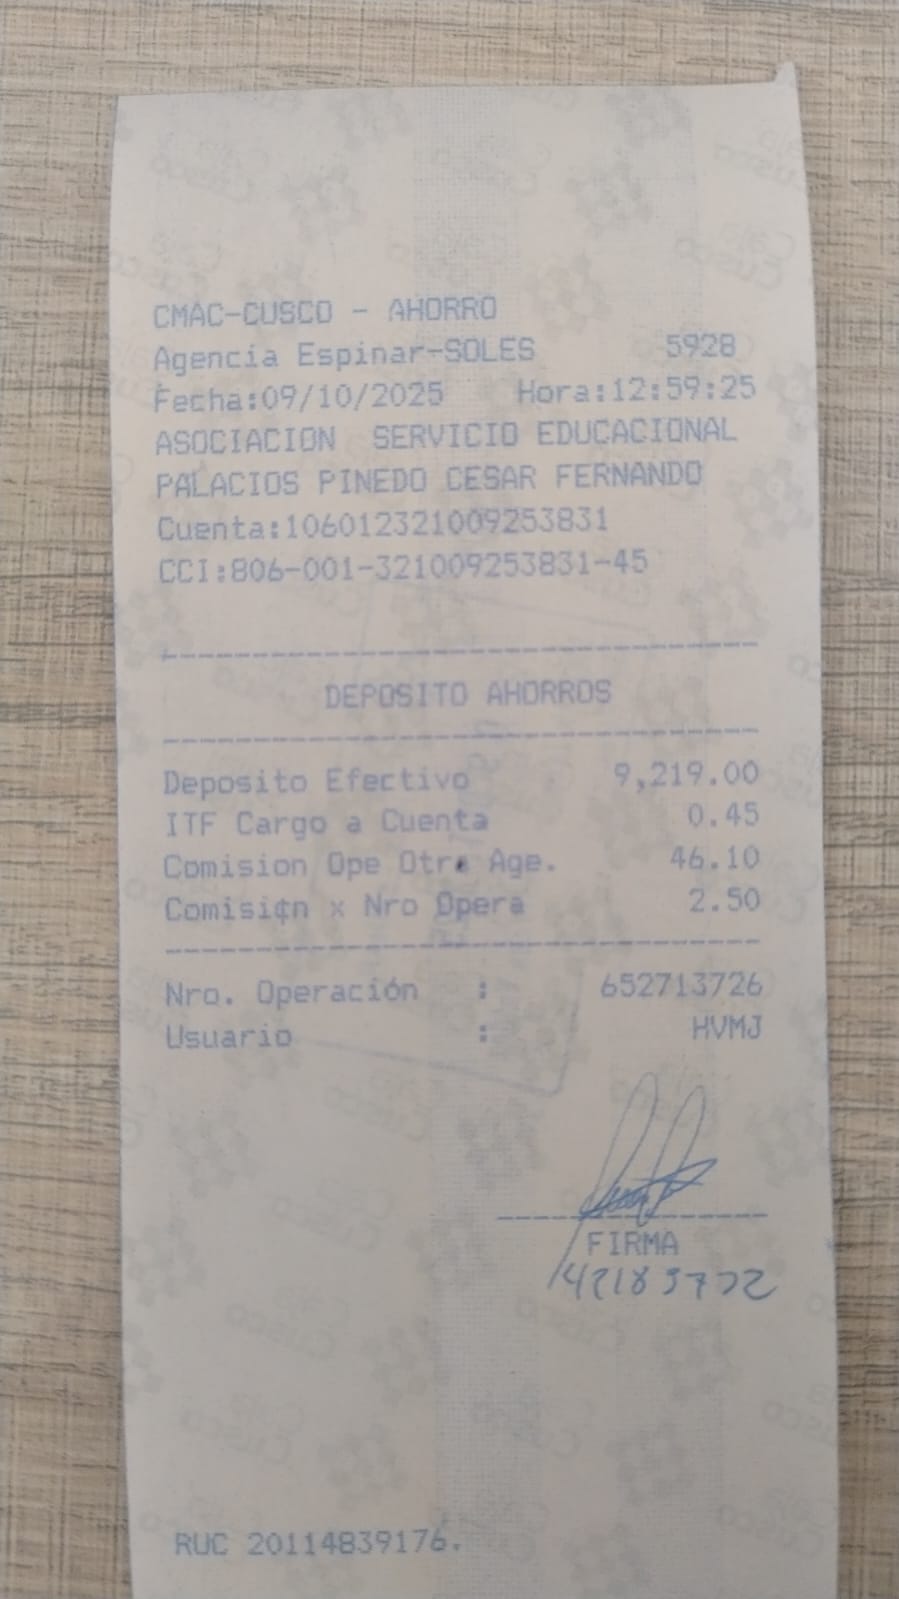 CMAC-CUSCO - AHORRO
Agencia Espinar-SOLES 5928
Fecha:09/10/2025 Hora:12:59:25
ASOCIACION SERVICIO EDUCACIONAL
PALACIOS PINEDO CESAR FERNANDO
Cuenta:106012321009253831
CCI:806-001-321009253831-45
DEPOSITO AHORROS
Deposito Efectivo 9,219.00
ITF Cargo a Cuenta 0.45
Comision Ope Otra Age. 46.10
Comisi¢n x Nro Opera 2.50
Nro. Operación : 652713726
Usuario : HVMJ
FIRMA
42183772
RUC 20114839176.